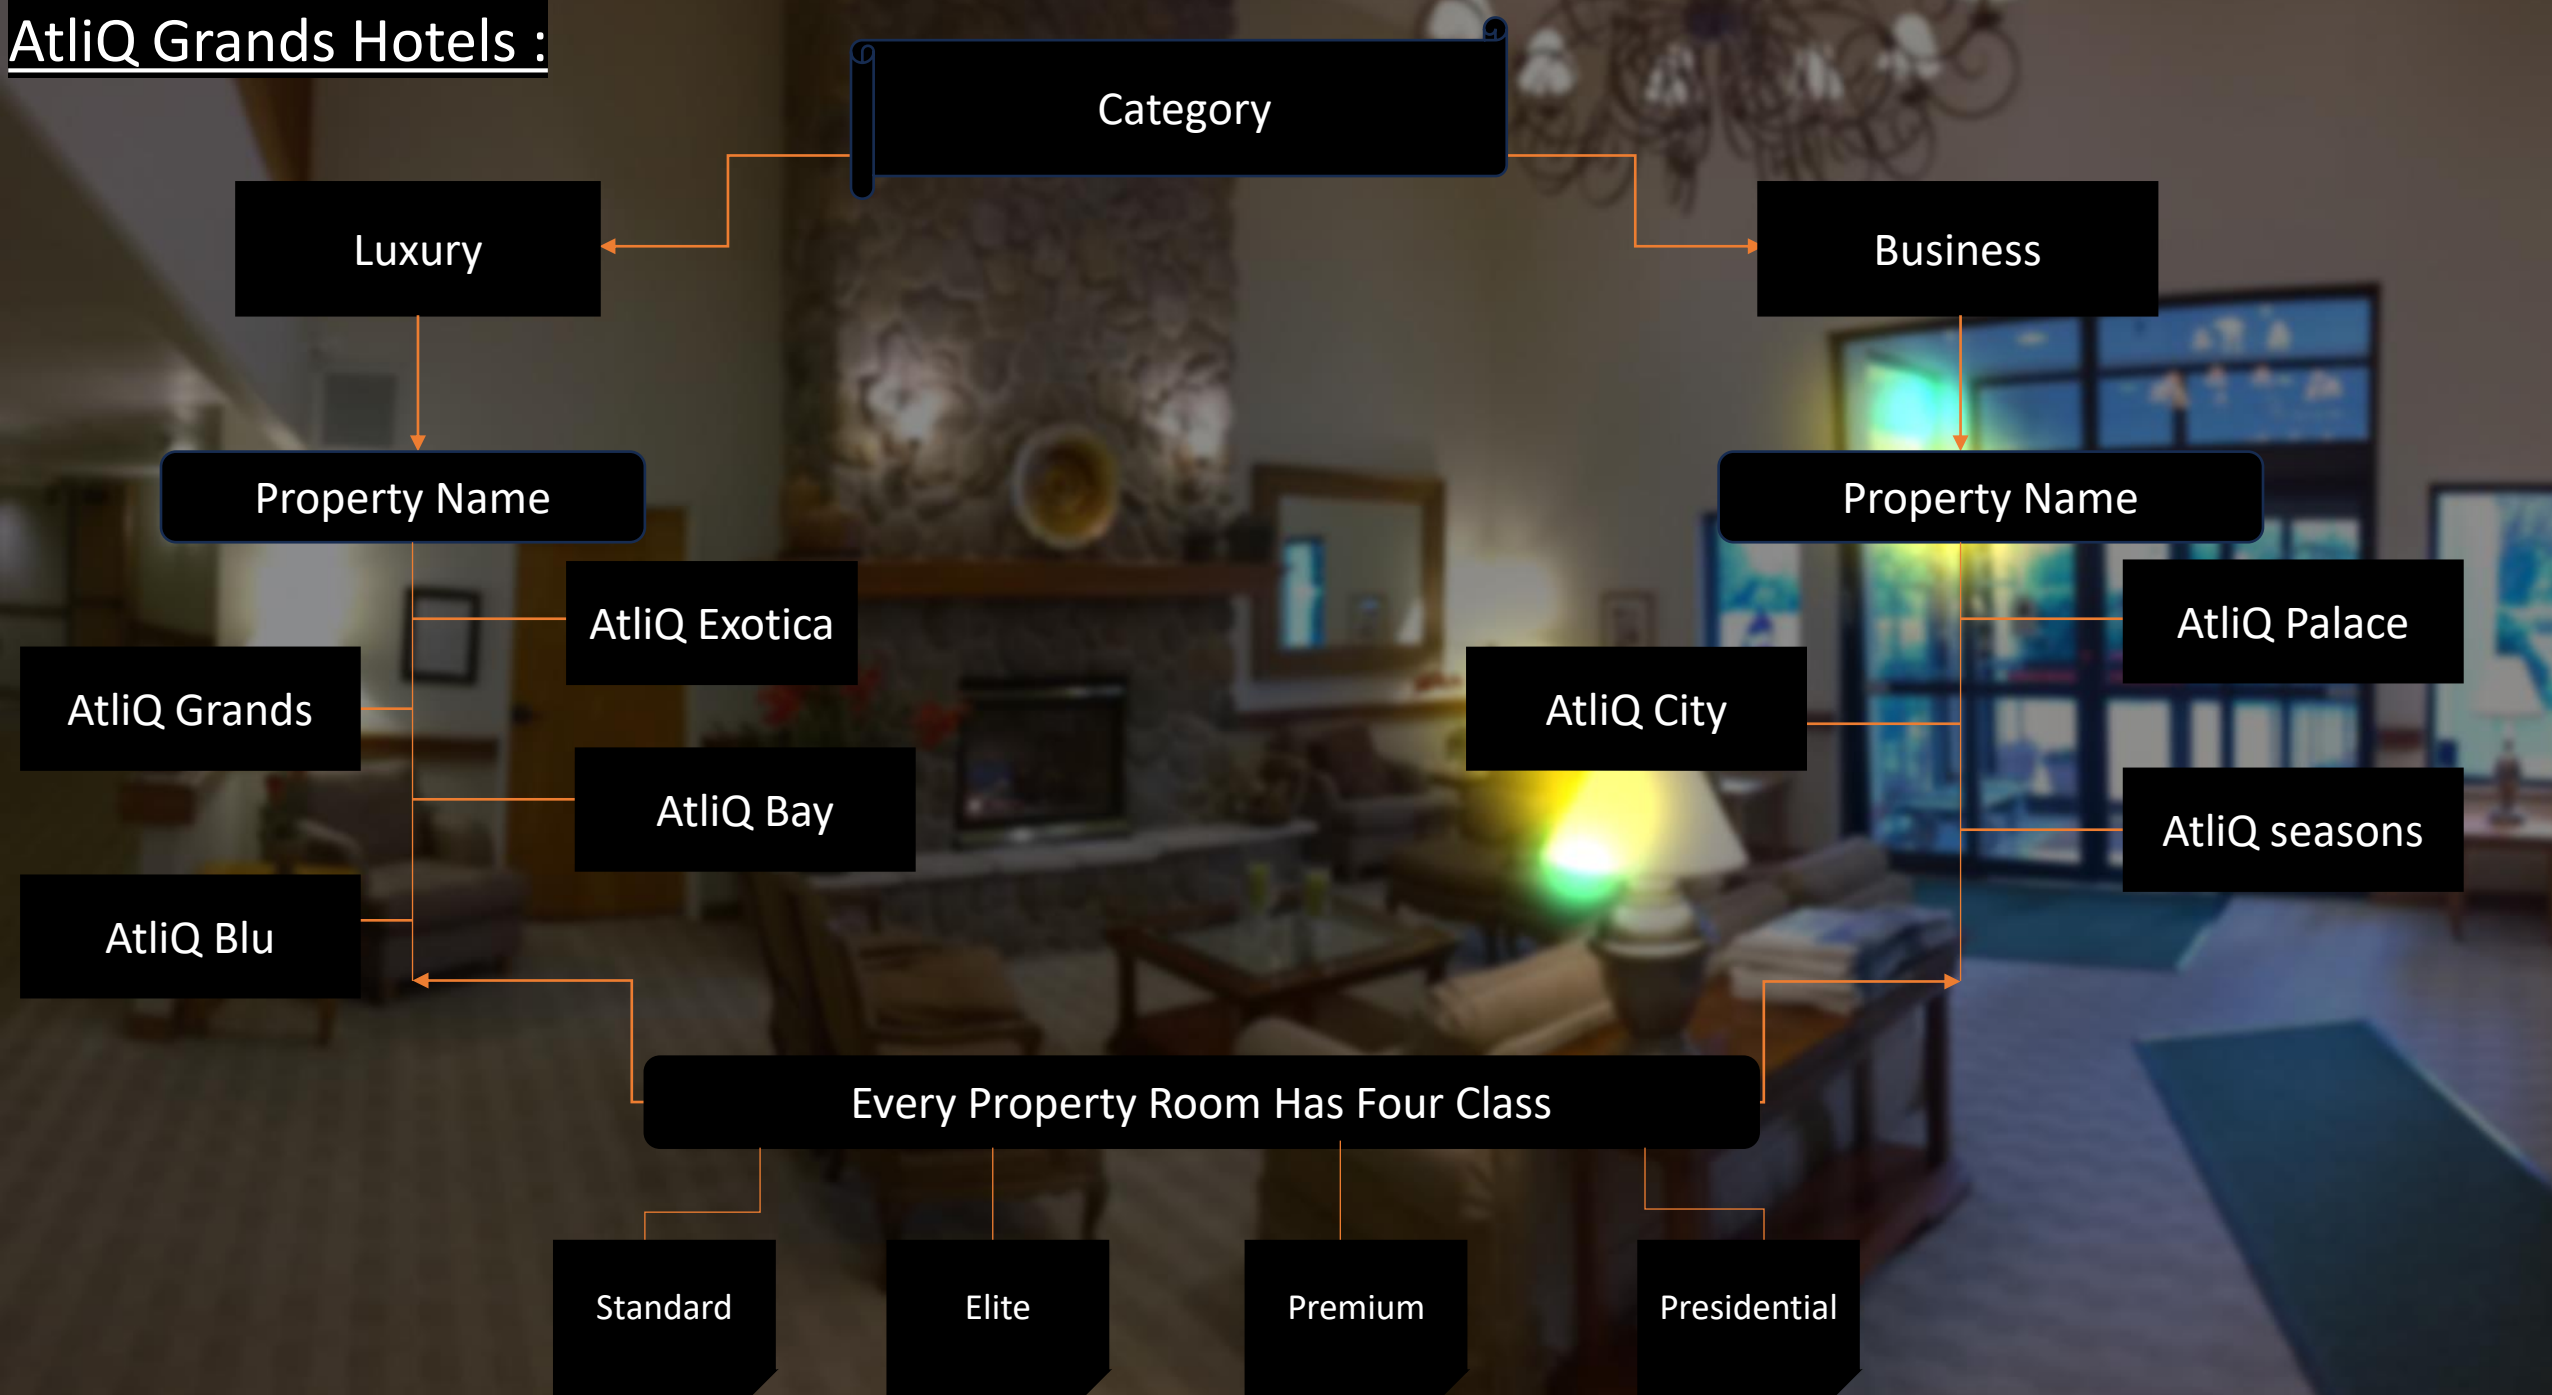 AtliQ Grands Hotels :
Category
Luxury
Business
Property Name
Property Name
AtliQ Exotica
AtliQ Palace
AtliQ Grands
AtliQ City
AtliQ Bay
AtliQ seasons
AtliQ Blu
Every Property Room Has Four Class
Standard
Elite
Premium
Presidential